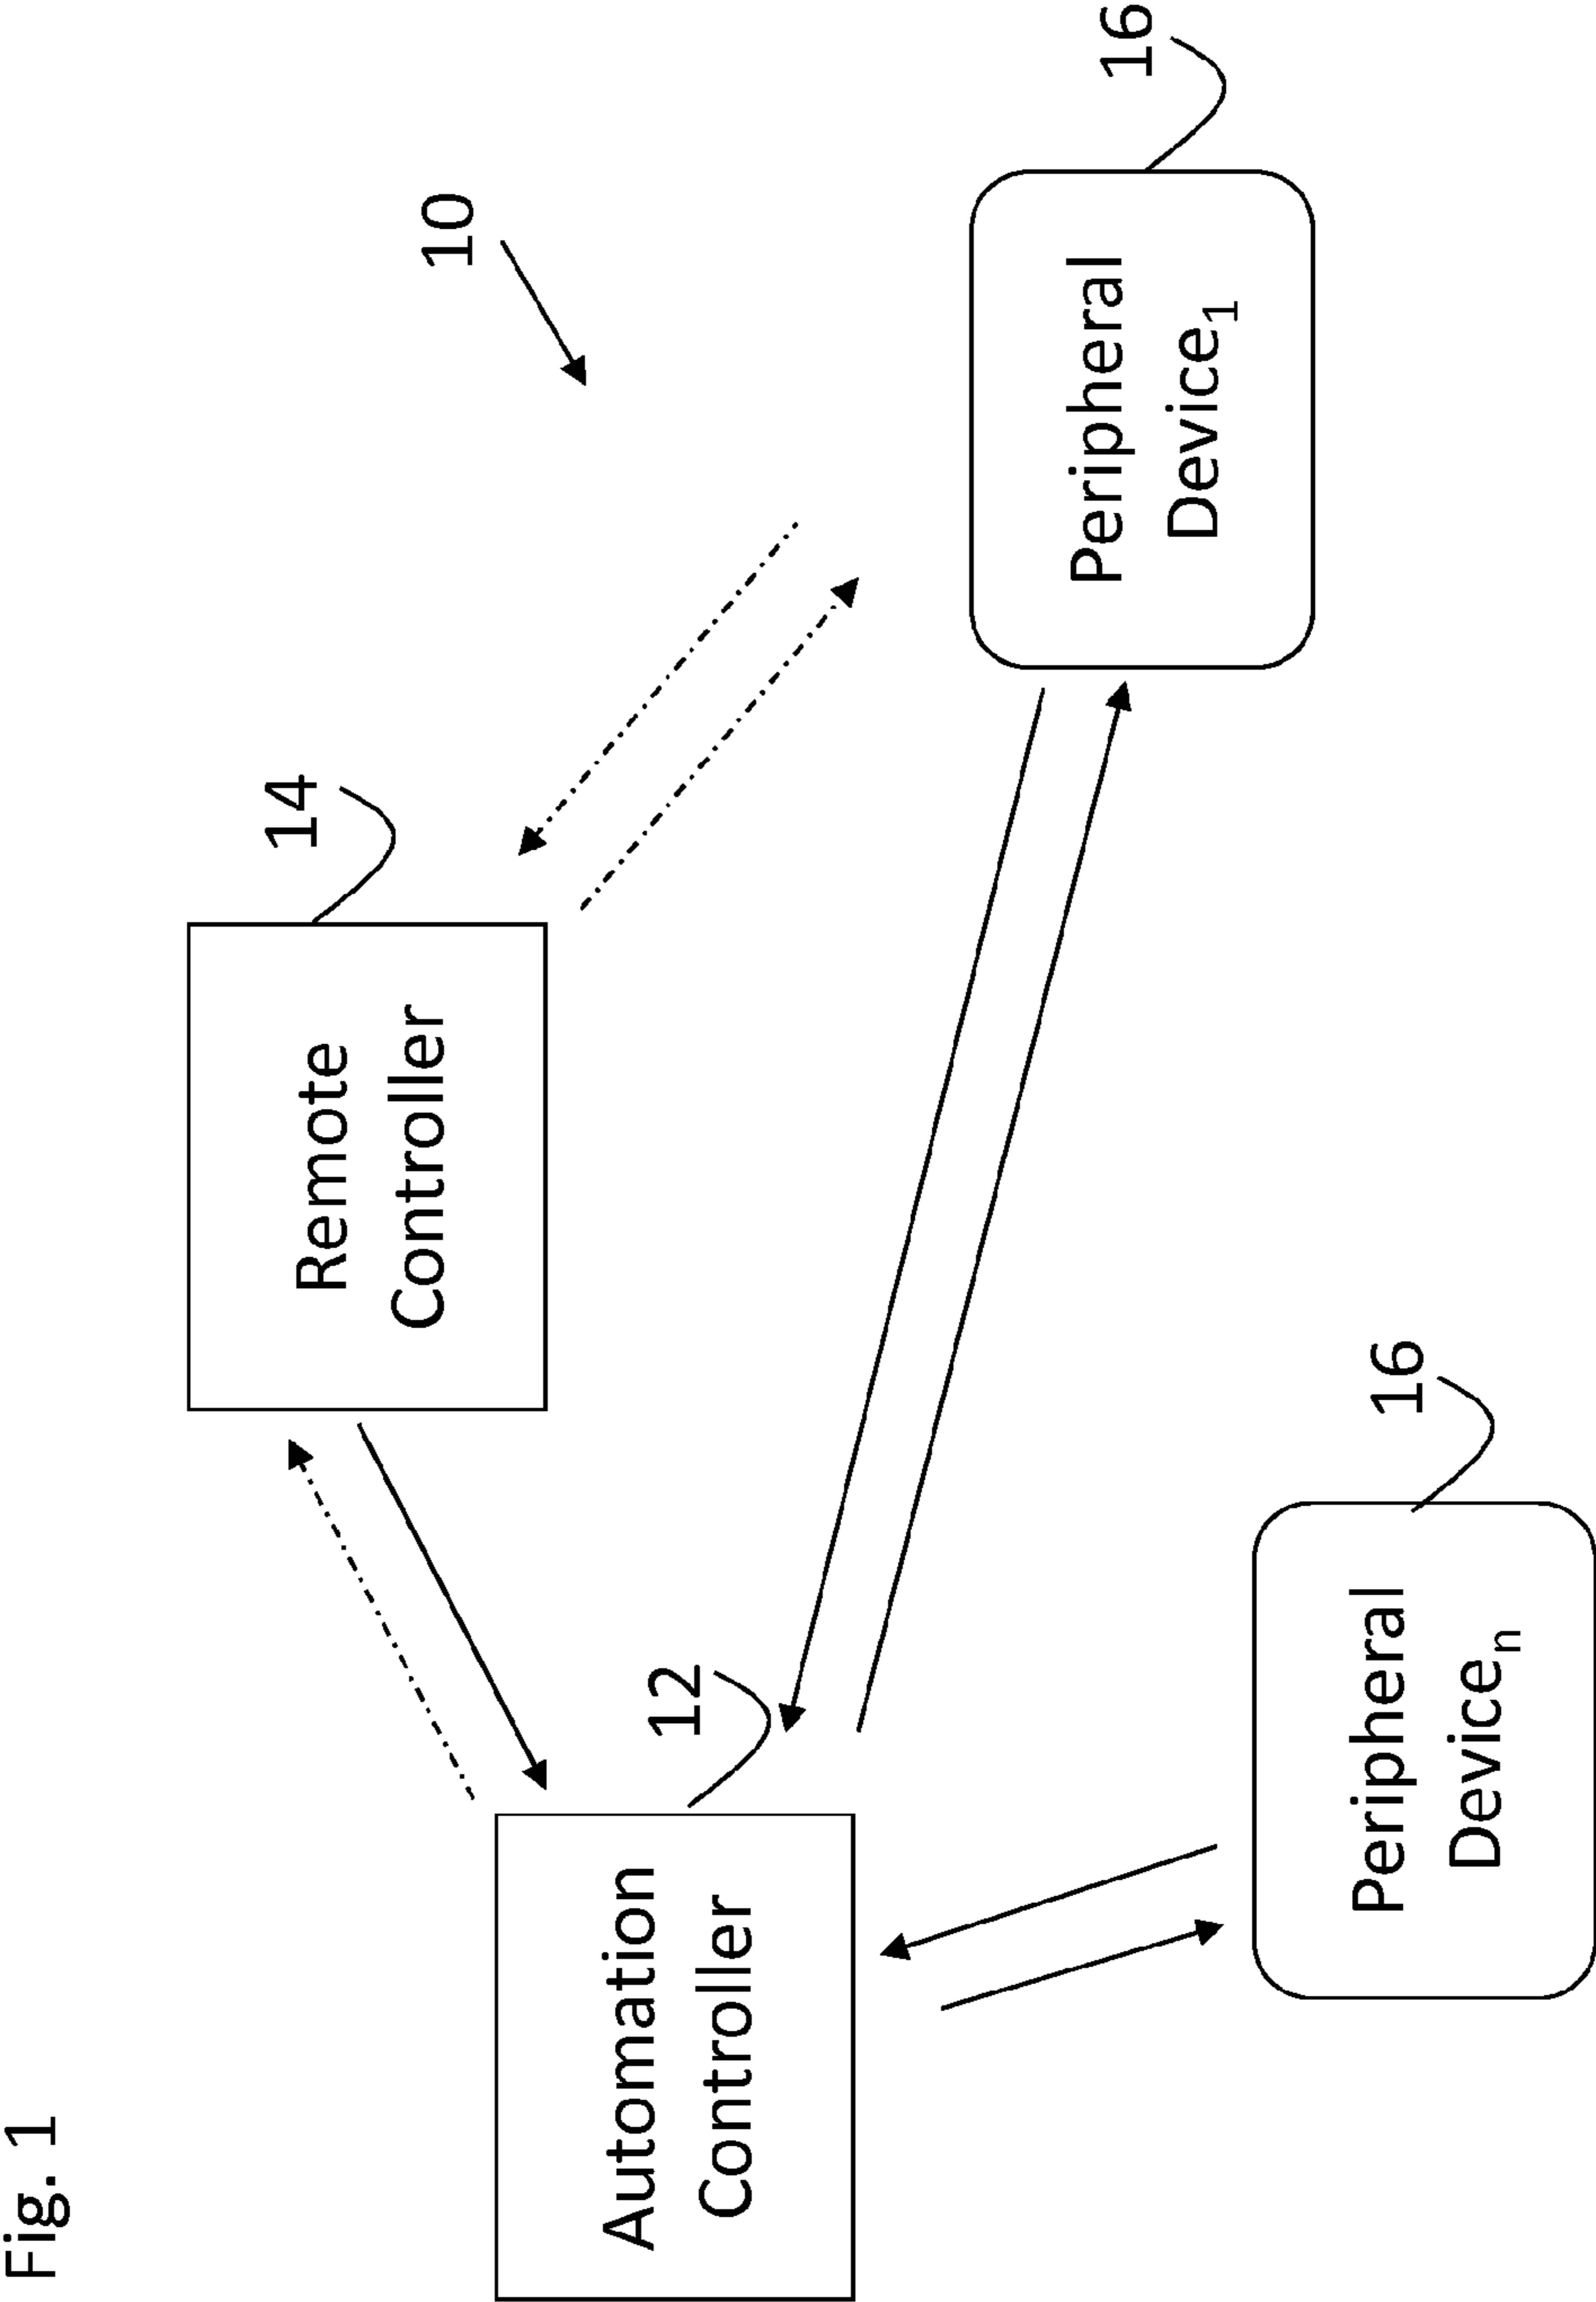 Fig. 1
10
14
Remote
Controller
12
Automation
Controller
16
Peripheral
Device1
16
Peripheral
Devicen